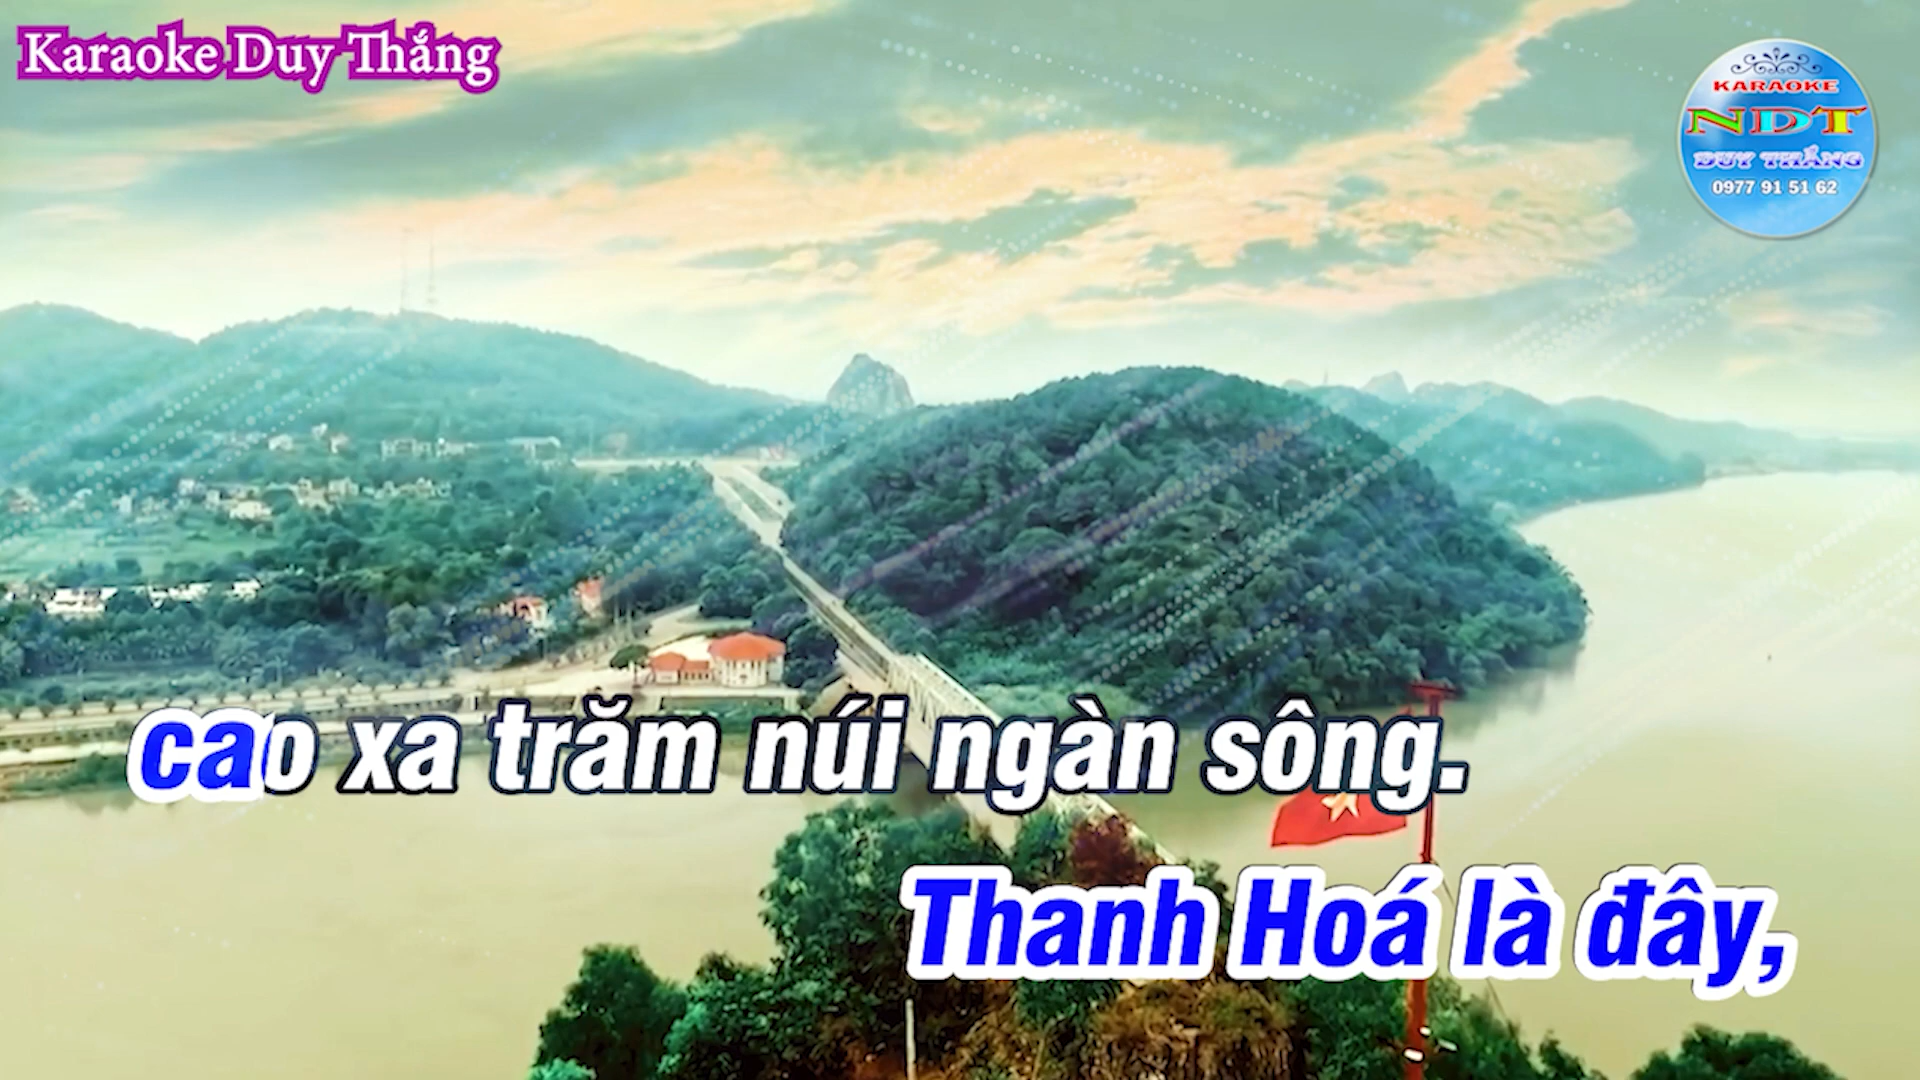 Karaoke Duy Thắng
KARAOKE
NDT
DUY THẮNG
0977 91 51 62
cao xa trăm núi ngàn sông.
Thanh Hoá là đây,